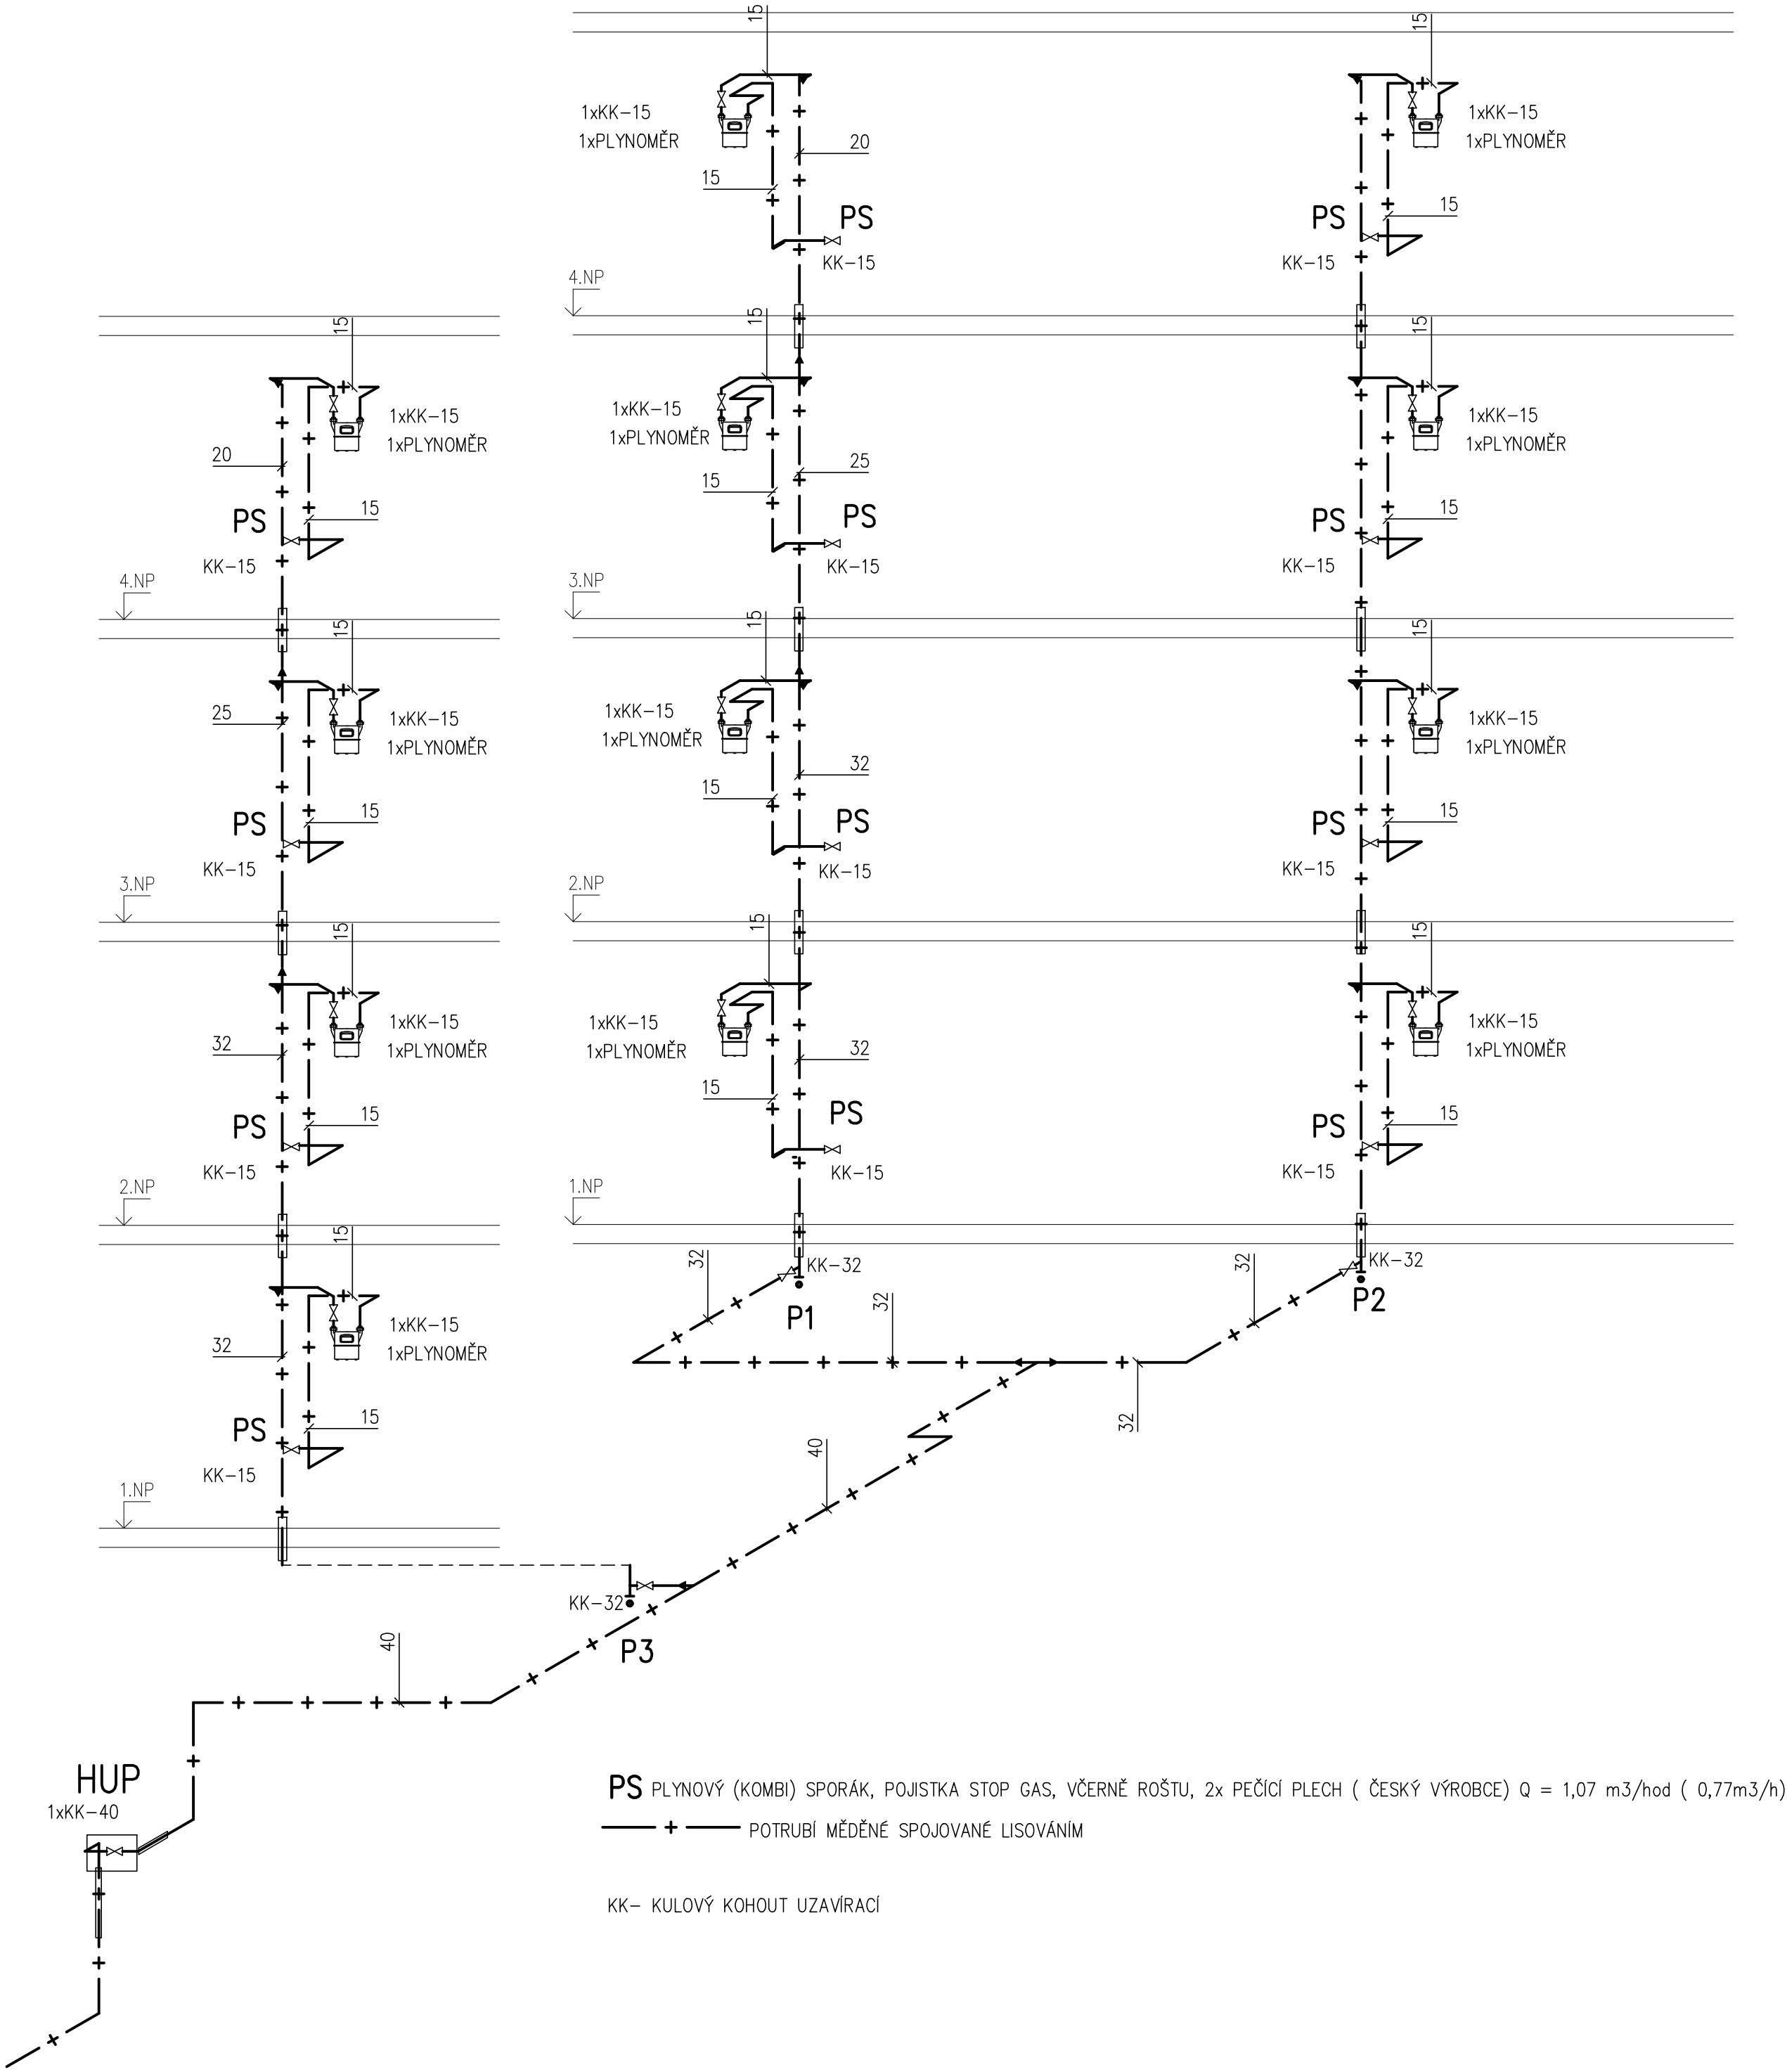 15
15
1xKK-15
1xPLYNOMĚR
20
15
PS
KK-15
1xKK-15
1xPLYNOMĚR
PS
15
KK-15
4.NP
15
15
15
1xKK-15
1xPLYNOMĚR
20
PS
15
KK-15
1xKK-15
1xPLYNOMĚR
25
15
PS
KK-15
1xKK-15
1xPLYNOMĚR
PS
15
KK-15
4.NP
3.NP
15
15
15
1xKK-15
1xPLYNOMĚR
25
PS
15
KK-15
1xKK-15
1xPLYNOMĚR
32
15
PS
KK-15
1xKK-15
1xPLYNOMĚR
PS
15
KK-15
3.NP
2.NP
15
15
15
1xKK-15
1xPLYNOMĚR
32
PS
15
KK-15
1xKK-15
1xPLYNOMĚR
32
15
PS
KK-15
1xKK-15
1xPLYNOMĚR
PS
15
KK-15
2.NP
1.NP
15
1xKK-15
1xPLYNOMĚR
32
PS
15
KK-15
1.NP
32
KK-32
P1
32
32
KK-32
P2
32
40
KK-32
P3
40
HUP
1xKK-40
PS PLYNOVÝ (KOMBI) SPORÁK, POJISTKA STOP GAS, VČERNĚ ROŠTU, 2x PEČÍCÍ PLECH ( ČESKÝ VÝROBCE) Q = 1,07 m3/hod ( 0,77m3/h)
POTRUBÍ MĚDĚNÉ SPOJOVANÉ LISOVÁNÍM
KK- KULOVÝ KOHOUT UZAVÍRACÍ